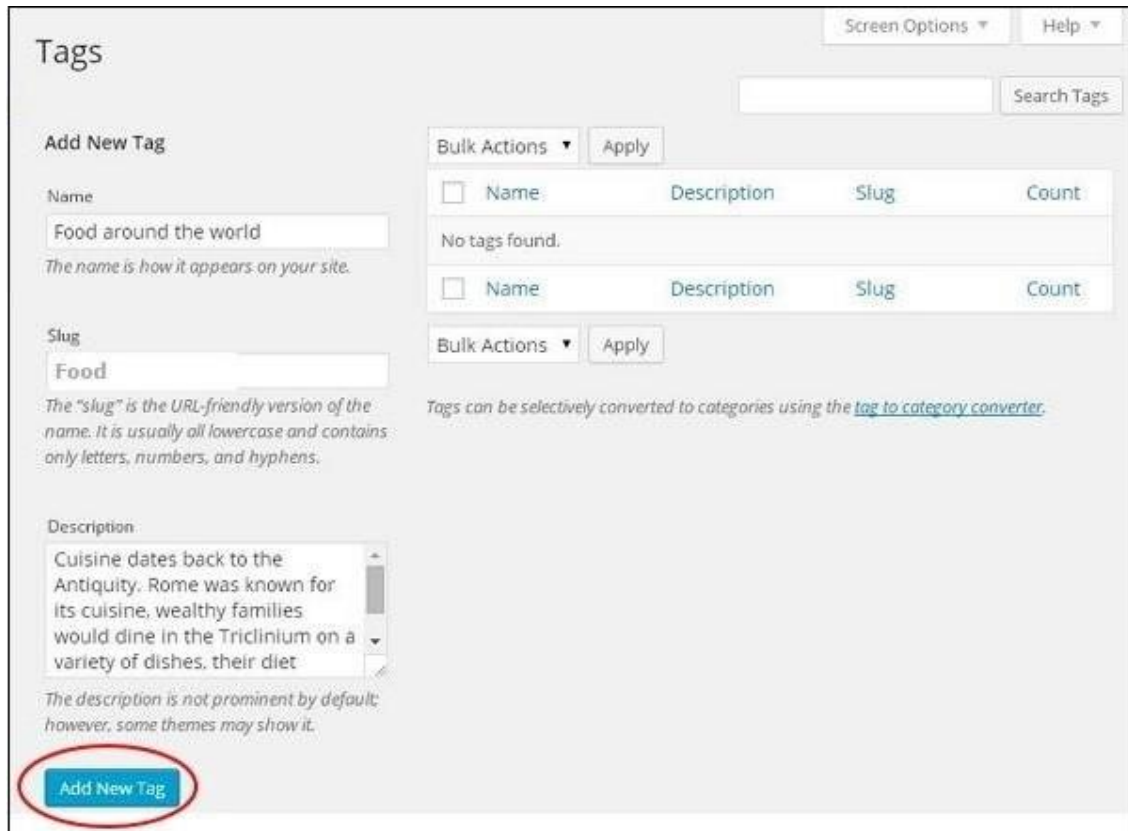 Screen Options
Help
Tags
Search Tags
Add New Tag
Name
Food around the world
The name is how it appears on your site.
Slug
Food
The “slug” is the URL-friendly version of the
name. It is usually all lowercase and contains
only letters, numbers, and hyphens.
Description
Cuisine dates back to the
Antiquity. Rome was known for
its cuisine, wealthy families
would dine in the Triclinium on a
variety of dishes, their diet
The description is not prominent by default;
however, some themes may show it.
Add New Tag
Bulk Actions Apply
Name Description Slug Count
No tags found.
Name Description Slug Count
Bulk Actions Apply
Tags can be selectively converted to categories using the tag to category converter.